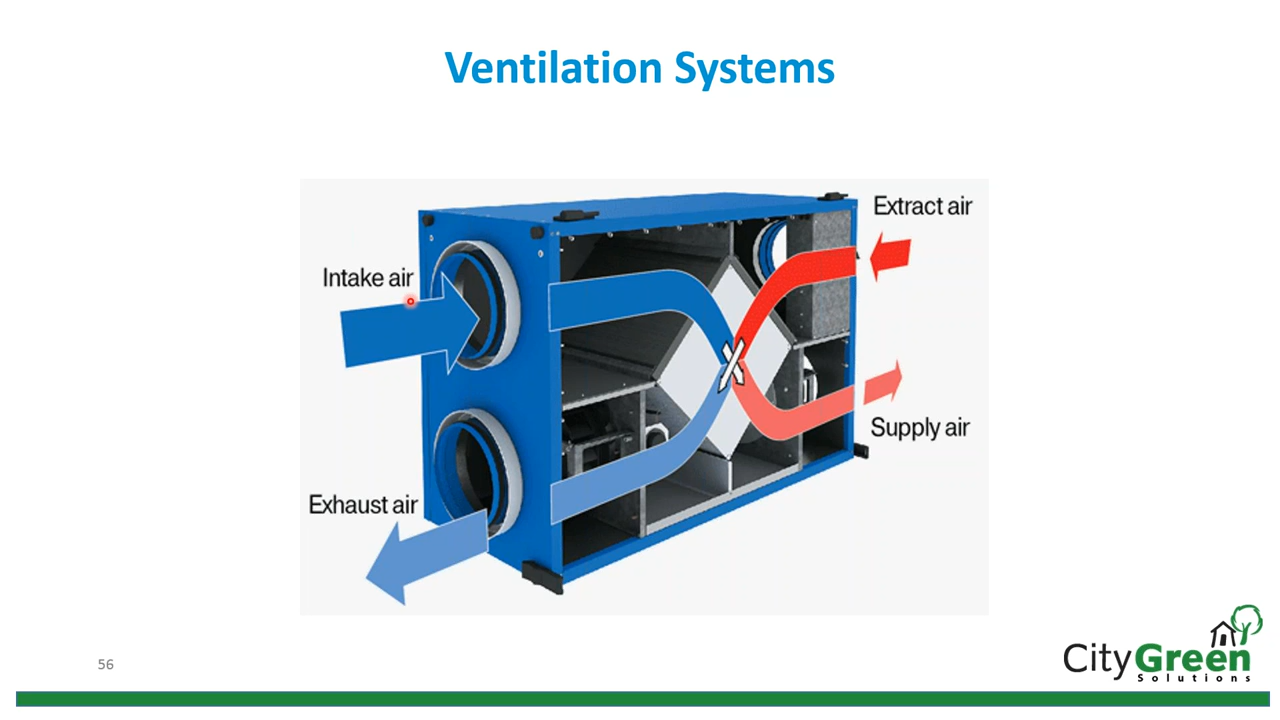 Ventilation Systems
Extract air
Intake air
Supply air
Exhaust air
56
CityGreen
Solutions